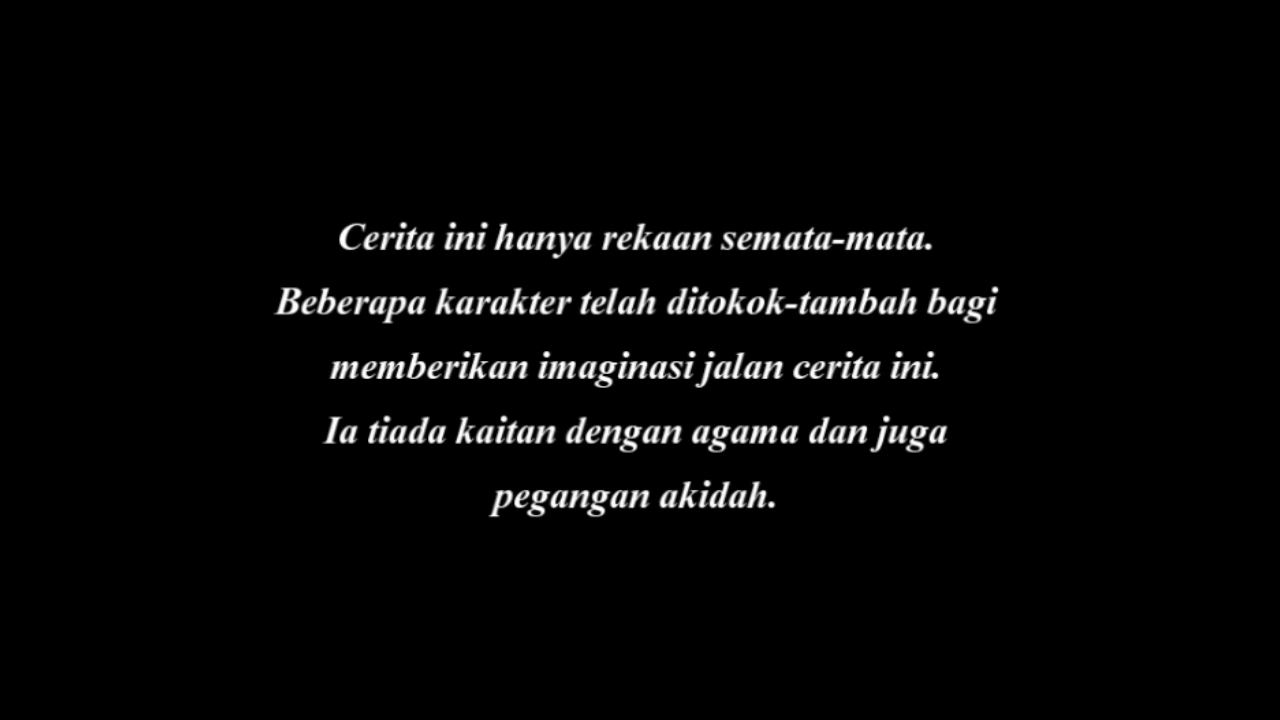 Cerita ini hanya rekaan semata-mata.
Beberapa karakter telah ditokok-tambah bagi
memberikan imaginasi jalan cerita ini.
Ia tiada kaitan dengan agama dan juga
pegangan akidah.